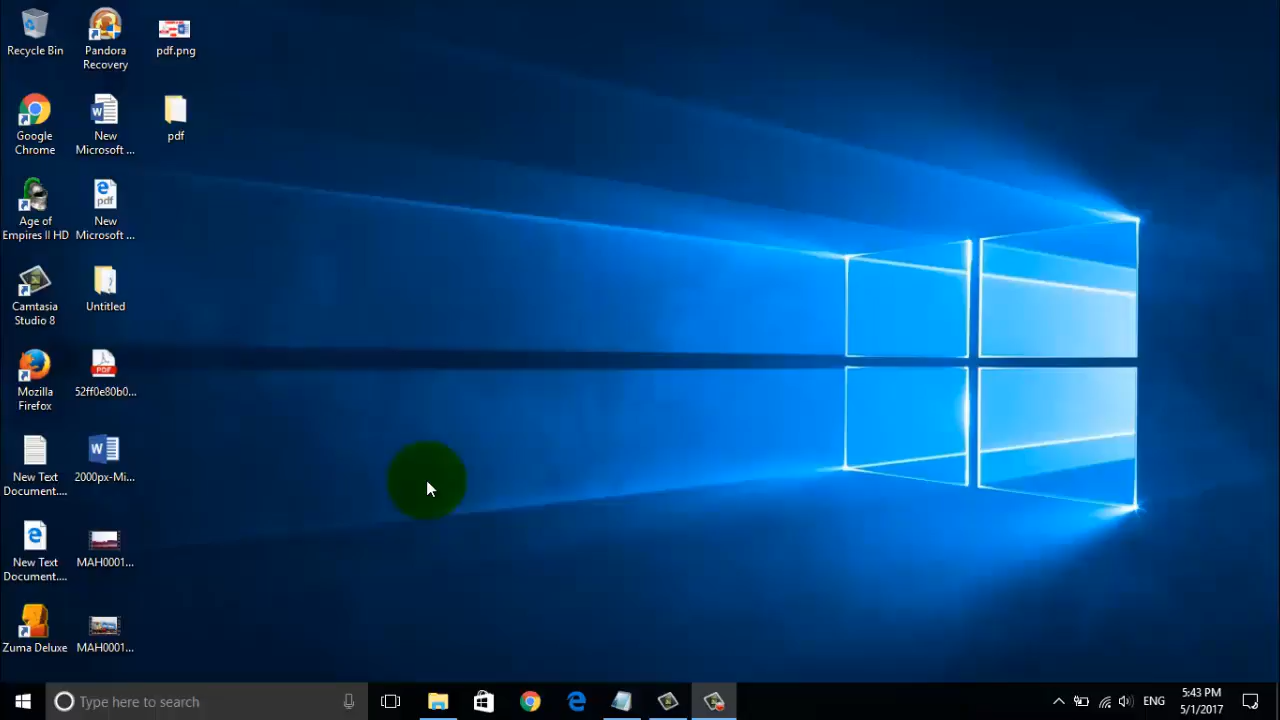 Recycle Bin
Pandora
Recovery
pdf.png
Google
Chrome
New
Microsoft ...
pdf
Age of
Empires II HD
pdf
New
Microsoft ...
Camtasia
Studio 8
Untitled
Mozilla
Firefox
PDF
52ff0e80b0...
New Text
Document....
2000px-Mi...
New Text
Document....
MAH0001...
Zuma Deluxe
MAH0001...
Type here to search
ENG
5:43 PM
5/1/2017